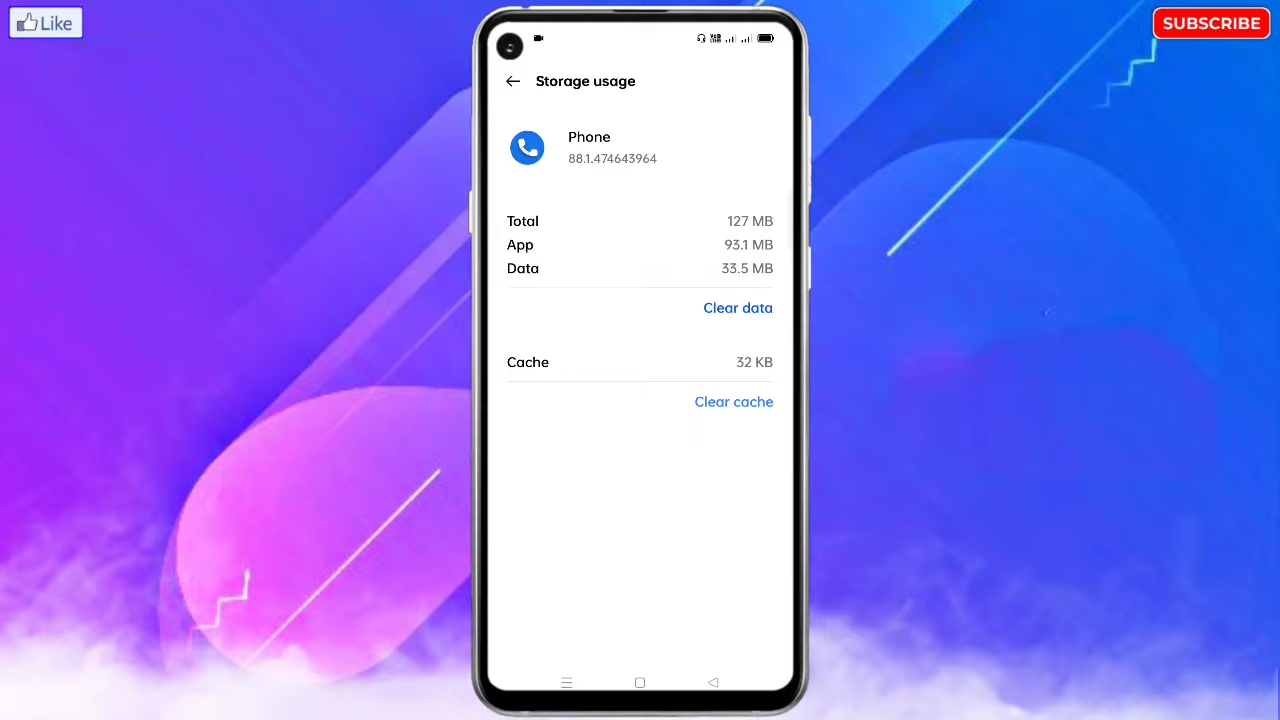 Like
SUBSCRIBE
Storage usage
Phone
88.1.474643964
Total 127 MB
App 93.1 MB
Data 33.5 MB
Clear data
Cache 32 KB
Clear cache